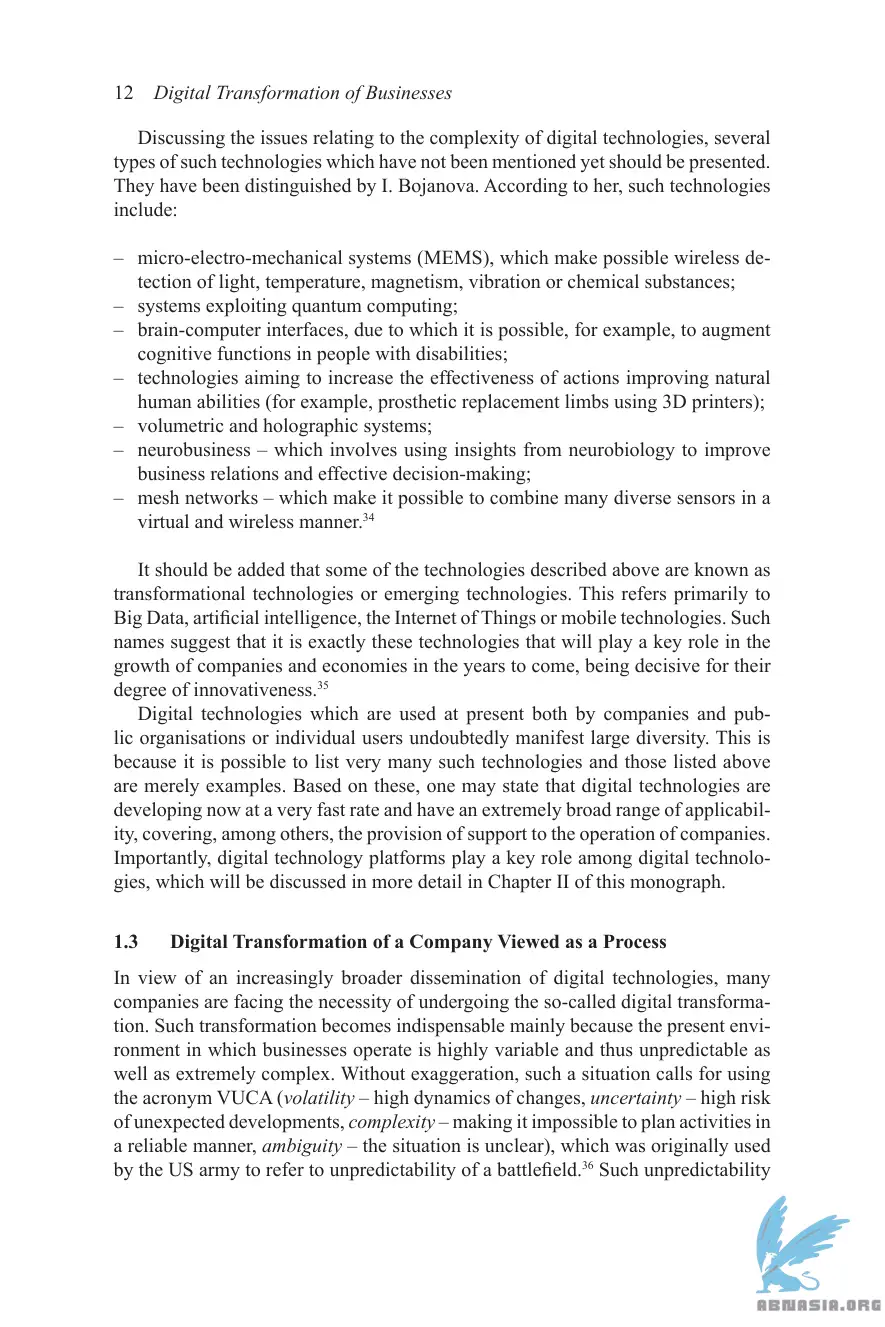 12 Digital Transformation of Businesses
Discussing the issues relating to the complexity of digital technologies, several
types of such technologies which have not been mentioned yet should be presented.
They have been distinguished by I. Bojanova. According to her, such technologies
include:
– micro-electro-mechanical systems (MEMS), which make possible wireless de-
tection of light, temperature, magnetism, vibration or chemical substances;
– systems exploiting quantum computing;
– brain-computer interfaces, due to which it is possible, for example, to augment
cognitive functions in people with disabilities;
– technologies aiming to increase the effectiveness of actions improving natural
human abilities (for example, prosthetic replacement limbs using 3D printers);
– volumetric and holographic systems;
– neurobusiness – which involves using insights from neurobiology to improve
business relations and effective decision-making;
– mesh networks – which make it possible to combine many diverse sensors in a
virtual and wireless manner.34
It should be added that some of the technologies described above are known as
transformational technologies or emerging technologies. This refers primarily to
Big Data, artificial intelligence, the Internet of Things or mobile technologies. Such
names suggest that it is exactly these technologies that will play a key role in the
growth of companies and economies in the years to come, being decisive for their
degree of innovativeness.35
Digital technologies which are used at present both by companies and pub-
lic organisations or individual users undoubtedly manifest large diversity. This is
because it is possible to list very many such technologies and those listed above
are merely examples. Based on these, one may state that digital technologies are
developing now at a very fast rate and have an extremely broad range of applicabil-
ity, covering, among others, the provision of support to the operation of companies.
Importantly, digital technology platforms play a key role among digital technolo-
gies, which will be discussed in more detail in Chapter II of this monograph.
1.3 Digital Transformation of a Company Viewed as a Process
In view of an increasingly broader dissemination of digital technologies, many
companies are facing the necessity of undergoing the so-called digital transforma-
tion. Such transformation becomes indispensable mainly because the present envi-
ronment in which businesses operate is highly variable and thus unpredictable as
well as extremely complex. Without exaggeration, such a situation calls for using
the acronym VUCA (volatility – high dynamics of changes, uncertainty – high risk
of unexpected developments, complexity – making it impossible to plan activities in
a reliable manner, ambiguity – the situation is unclear), which was originally used
by the US army to refer to unpredictability of a battlefield.36 Such unpredictability
ABNASIA.ORG